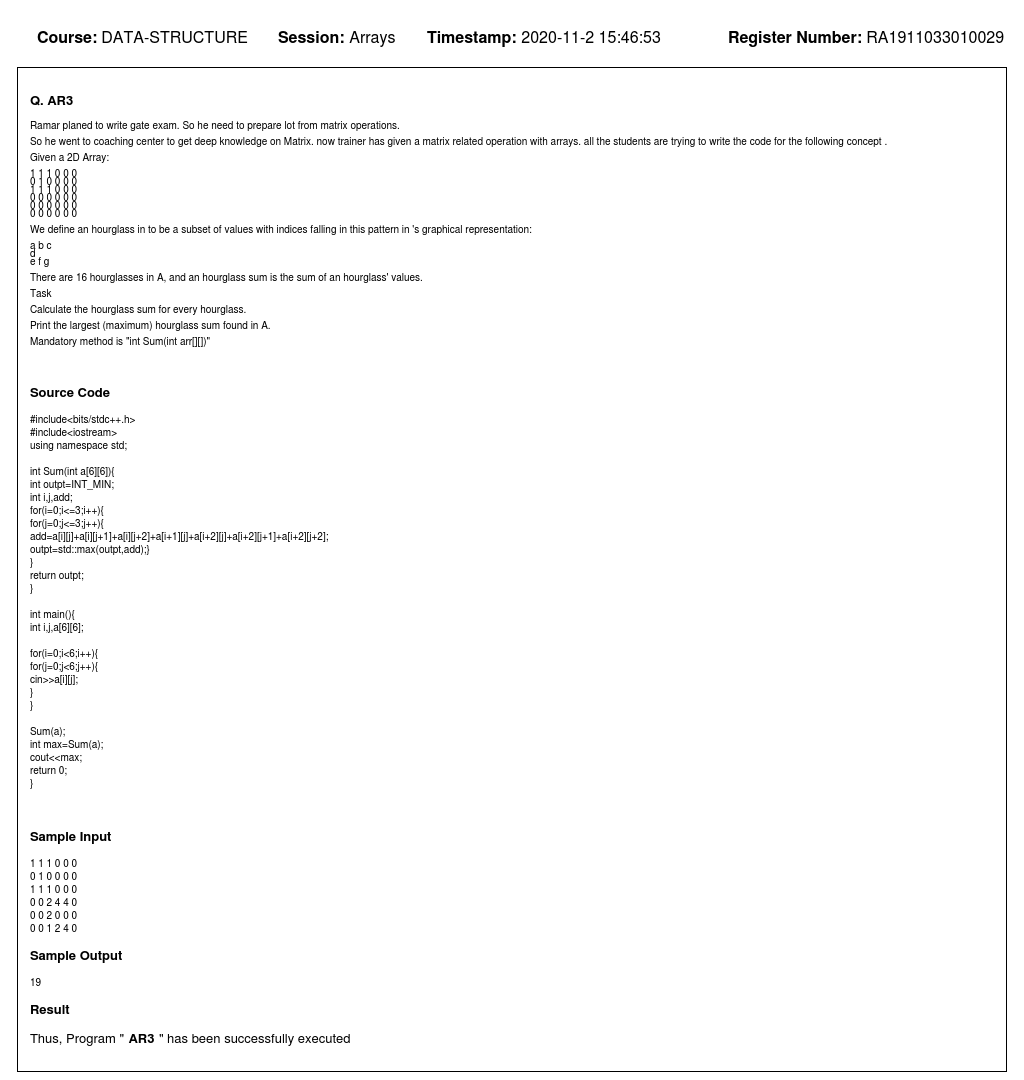 Course: DATA-STRUCTURE Session: Arrays Timestamp: 2020-11-2 15:46:53 Register Number: RA1911033010029
Q. AR3
Ramar planed to write gate exam. So he need to prepare lot from matrix operations.
So he went to coaching center to get deep knowledge on Matrix. now trainer has given a matrix related operation with arrays. all the students are trying to write the code for the following concept .
Given a 2D Array:
1 1 1 0 0 0
0 1 0 0 0 0
1 1 1 0 0 0
0 0 0 0 0 0
0 0 0 0 0 0
0 0 0 0 0 0
We define an hourglass in to be a subset of values with indices falling in this pattern in 's graphical representation:
a b c
d
e f g
There are 16 hourglasses in A, and an hourglass sum is the sum of an hourglass' values.
Task
Calculate the hourglass sum for every hourglass.
Print the largest (maximum) hourglass sum found in A.
Mandatory method is "int Sum(int arr[][])"
Source Code
#include<bits/stdc++.h>
#include<iostream>
using namespace std;
int Sum(int a[6][6]){
int outpt=INT_MIN;
int i,j,add;
for(i=0;i<=3;i++){
for(j=0;j<=3;j++){
add=a[i][j]+a[i][j+1]+a[i][j+2]+a[i+1][j]+a[i+2][j]+a[i+2][j+1]+a[i+2][j+2];
outpt=std::max(outpt,add);}
}
return outpt;
}
int main(){
int i,j,a[6][6];
for(i=0;i<6;i++){
for(j=0;j<6;j++){
cin>>a[i][j];
}
}
Sum(a);
int max=Sum(a);
cout<<max;
return 0;
}
Sample Input
1 1 1 0 0 0
0 1 0 0 0 0
1 1 1 0 0 0
0 0 2 4 4 0
0 0 2 0 0 0
0 0 1 2 4 0
Sample Output
19
Result
Thus, Program " AR3 " has been successfully executed